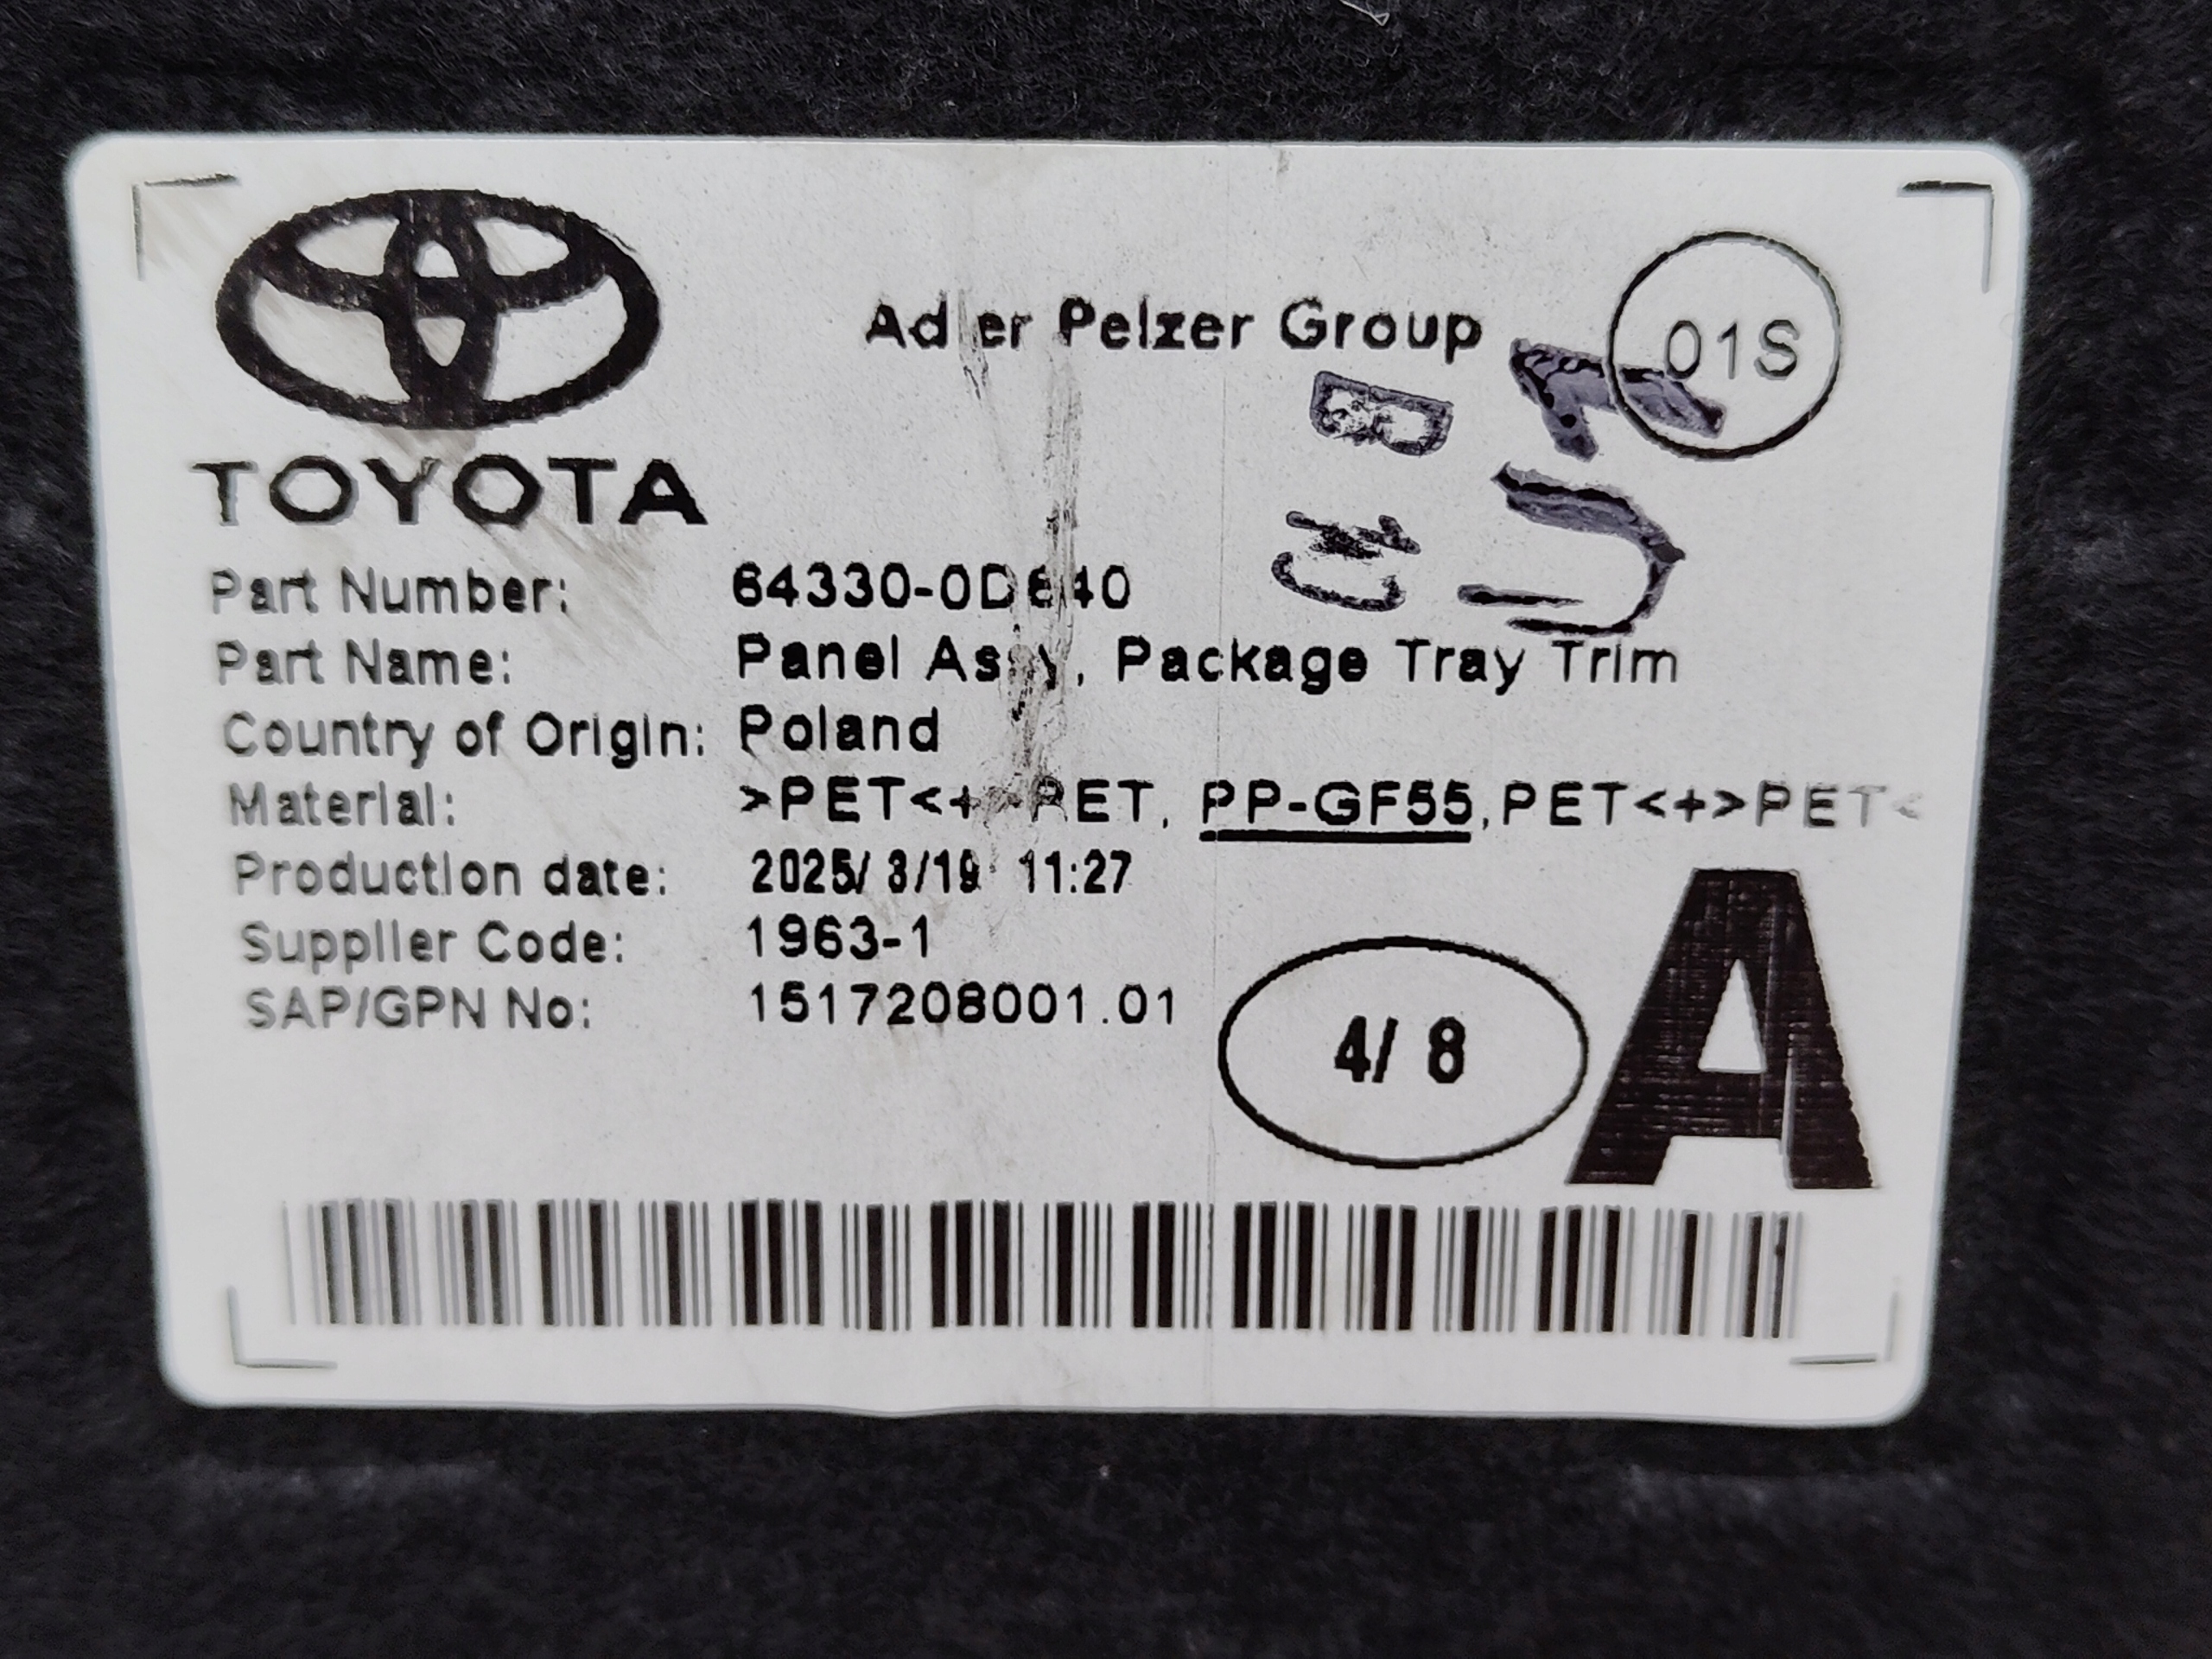 Adler Pelzer Group
01S
TOYOTA
Part Number:
Part Name: Panel Assy, Package Tray Trim
Country of Origin: Poland
Material: >PET<+>PET, PP-GF55,PET<+>PET<
Production date: 2025/ 3/19 11:27
Supplier Code: 1963-1
SAP/GPN No: 1517208001.01
4/ 8
A